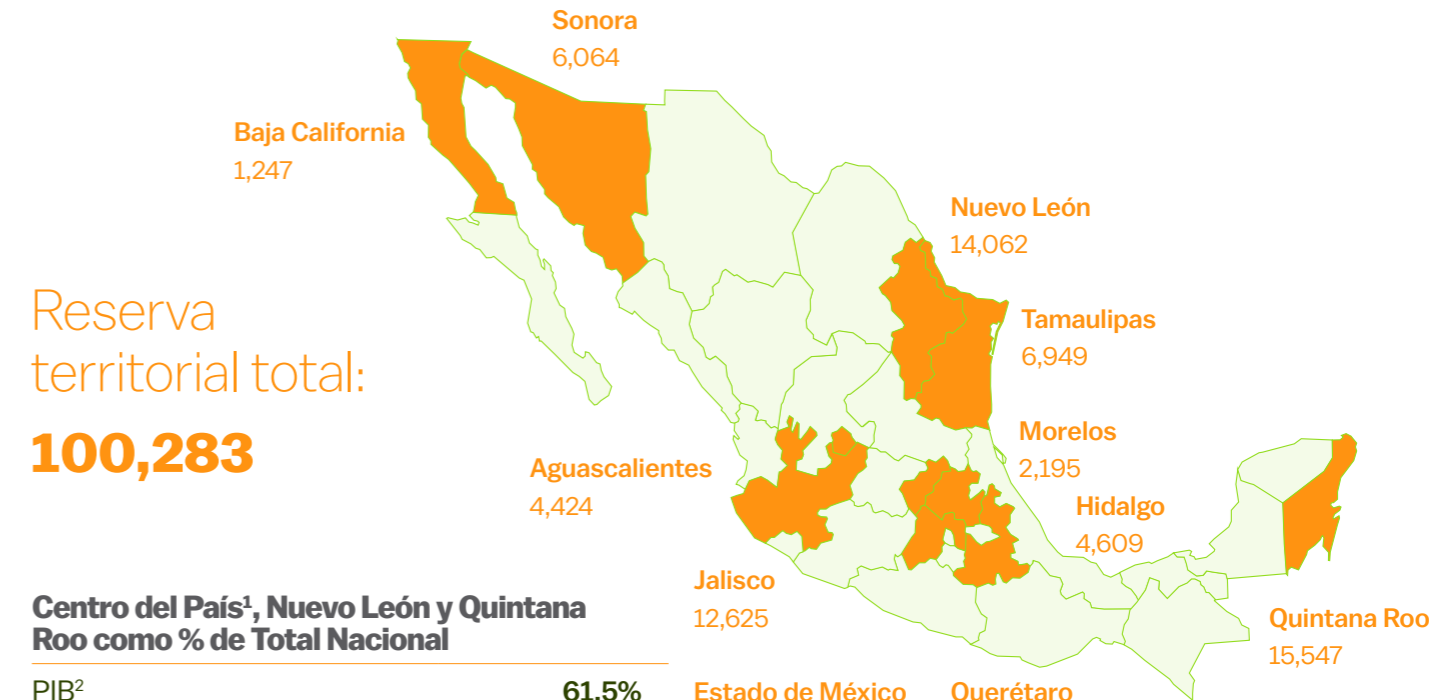 Sonora
6,064
Baja California
1,247
Nuevo León
14,062
Reserva
territorial total:
100,283
Tamaulipas
6,949
Morelos
2,195
Aguascalientes
4,424
Hidalgo
4,609
Jalisco
12,625
Quintana Roo
15,547
Centro del País¹, Nuevo León y Quintana
Roo como % de Total Nacional
PIB² 61.5%
Estado de México
Querétaro